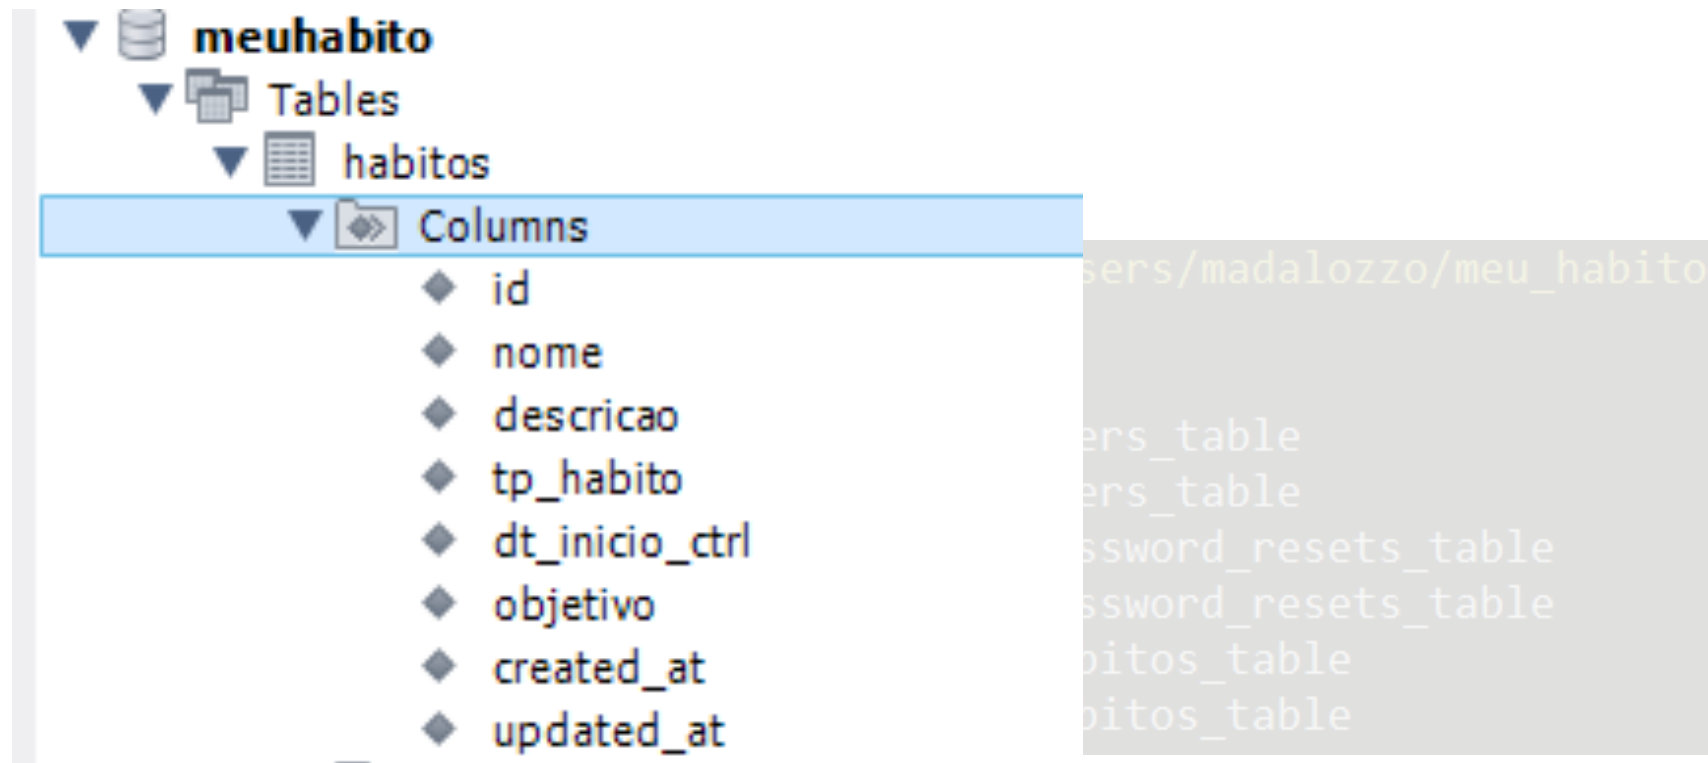 meuhabito
Tables
habitos
Columns
id
nome
descricao
tp_habito
dt_inicio_ctrl
objetivo
created_at
updated_at
sers/madalozzo/meu_habito
ers_table
ers_table
ssword_resets_table
ssword_resets_table
bitos_table
bitos_table